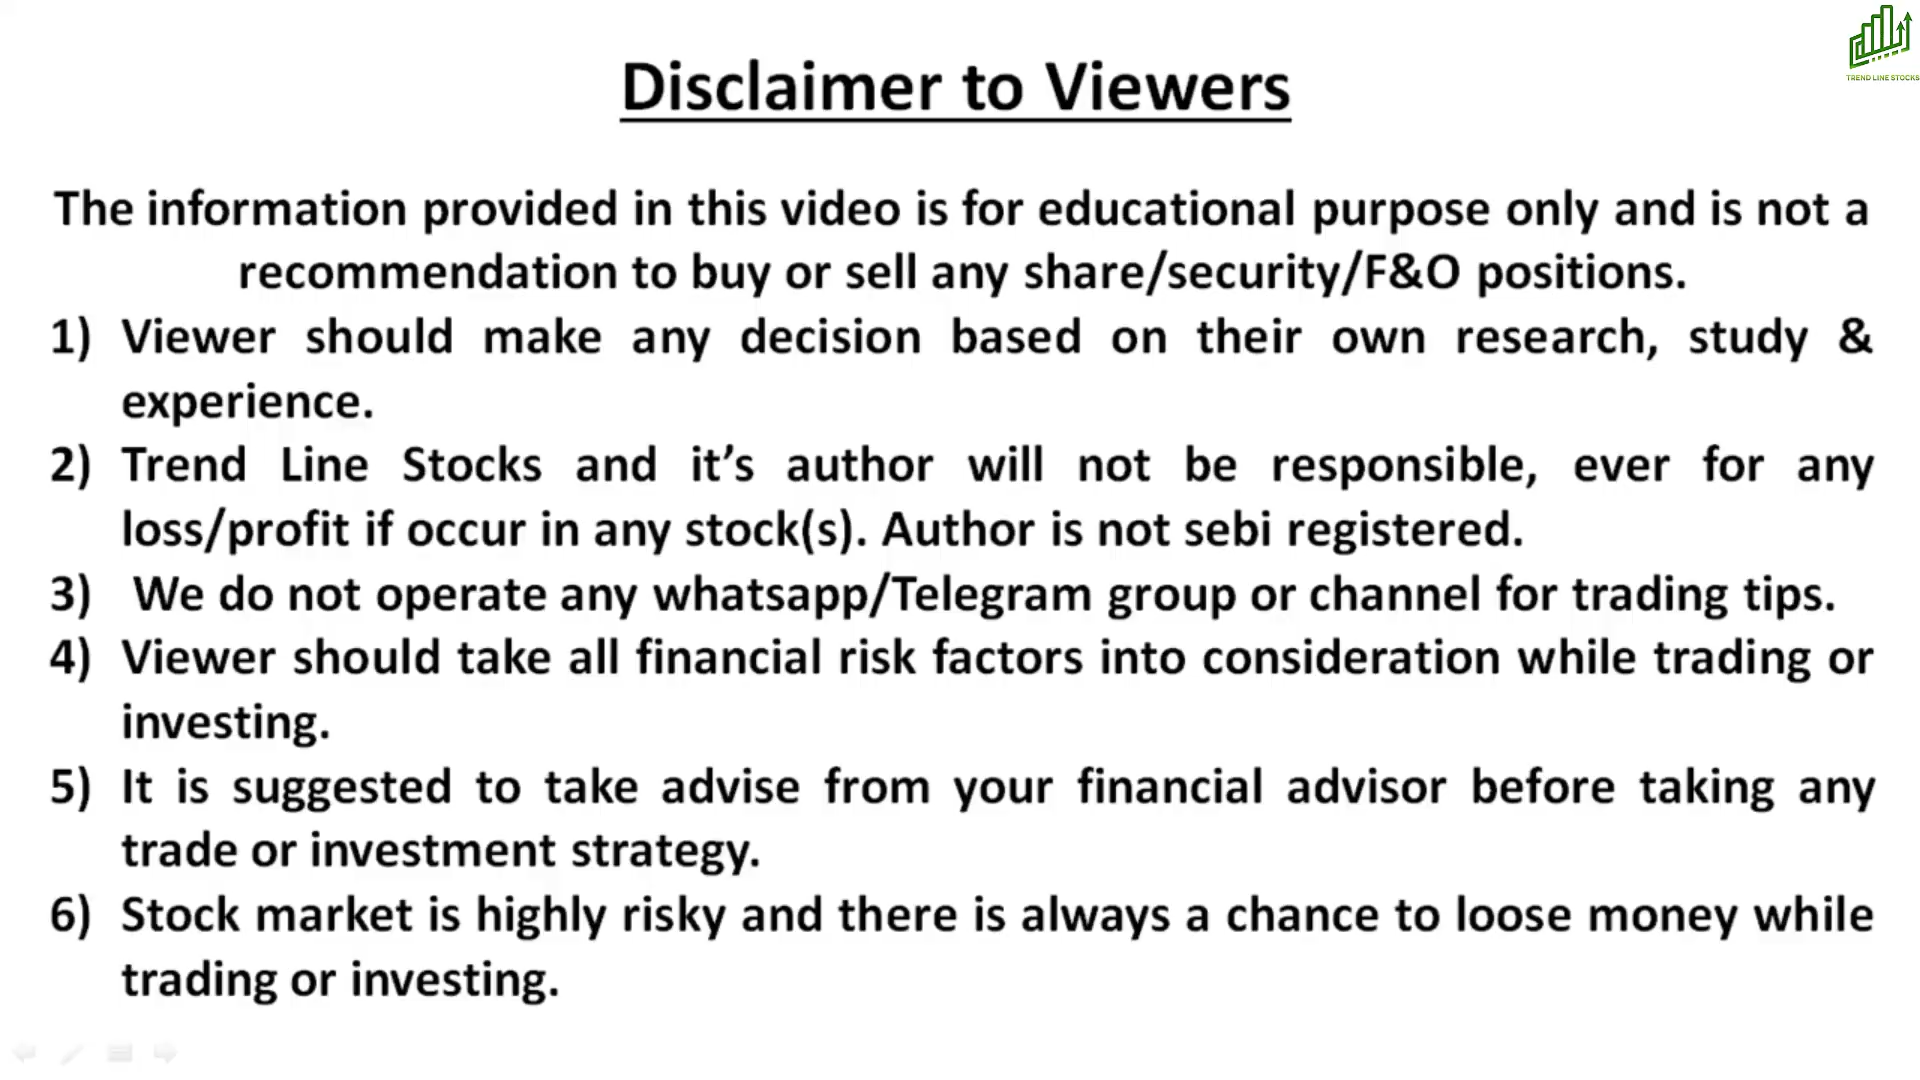 TREND LINE STOCKS
Disclaimer to Viewers
The information provided in this video is for educational purpose only and is not a
recommendation to buy or sell any share/security/F&O positions.
1) Viewer should make any decision based on their own research, study &
experience.
2) Trend Line Stocks and it’s author will not be responsible, ever for any
loss/profit if occur in any stock(s). Author is not sebi registered.
3) We do not operate any whatsapp/Telegram group or channel for trading tips.
4) Viewer should take all financial risk factors into consideration while trading or
investing.
5) It is suggested to take advise from your financial advisor before taking any
trade or investment strategy.
6) Stock market is highly risky and there is always a chance to loose money while
trading or investing.